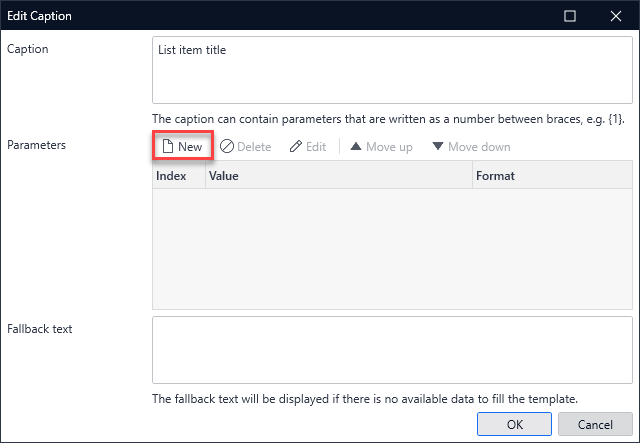 Edit Caption
Caption
List item title
The caption can contain parameters that are written as a number between braces, e.g. {1}.
Parameters
New Delete Edit Move up Move down
Index Value Format
Fallback text
The fallback text will be displayed if there is no available data to fill the template.
OK Cancel